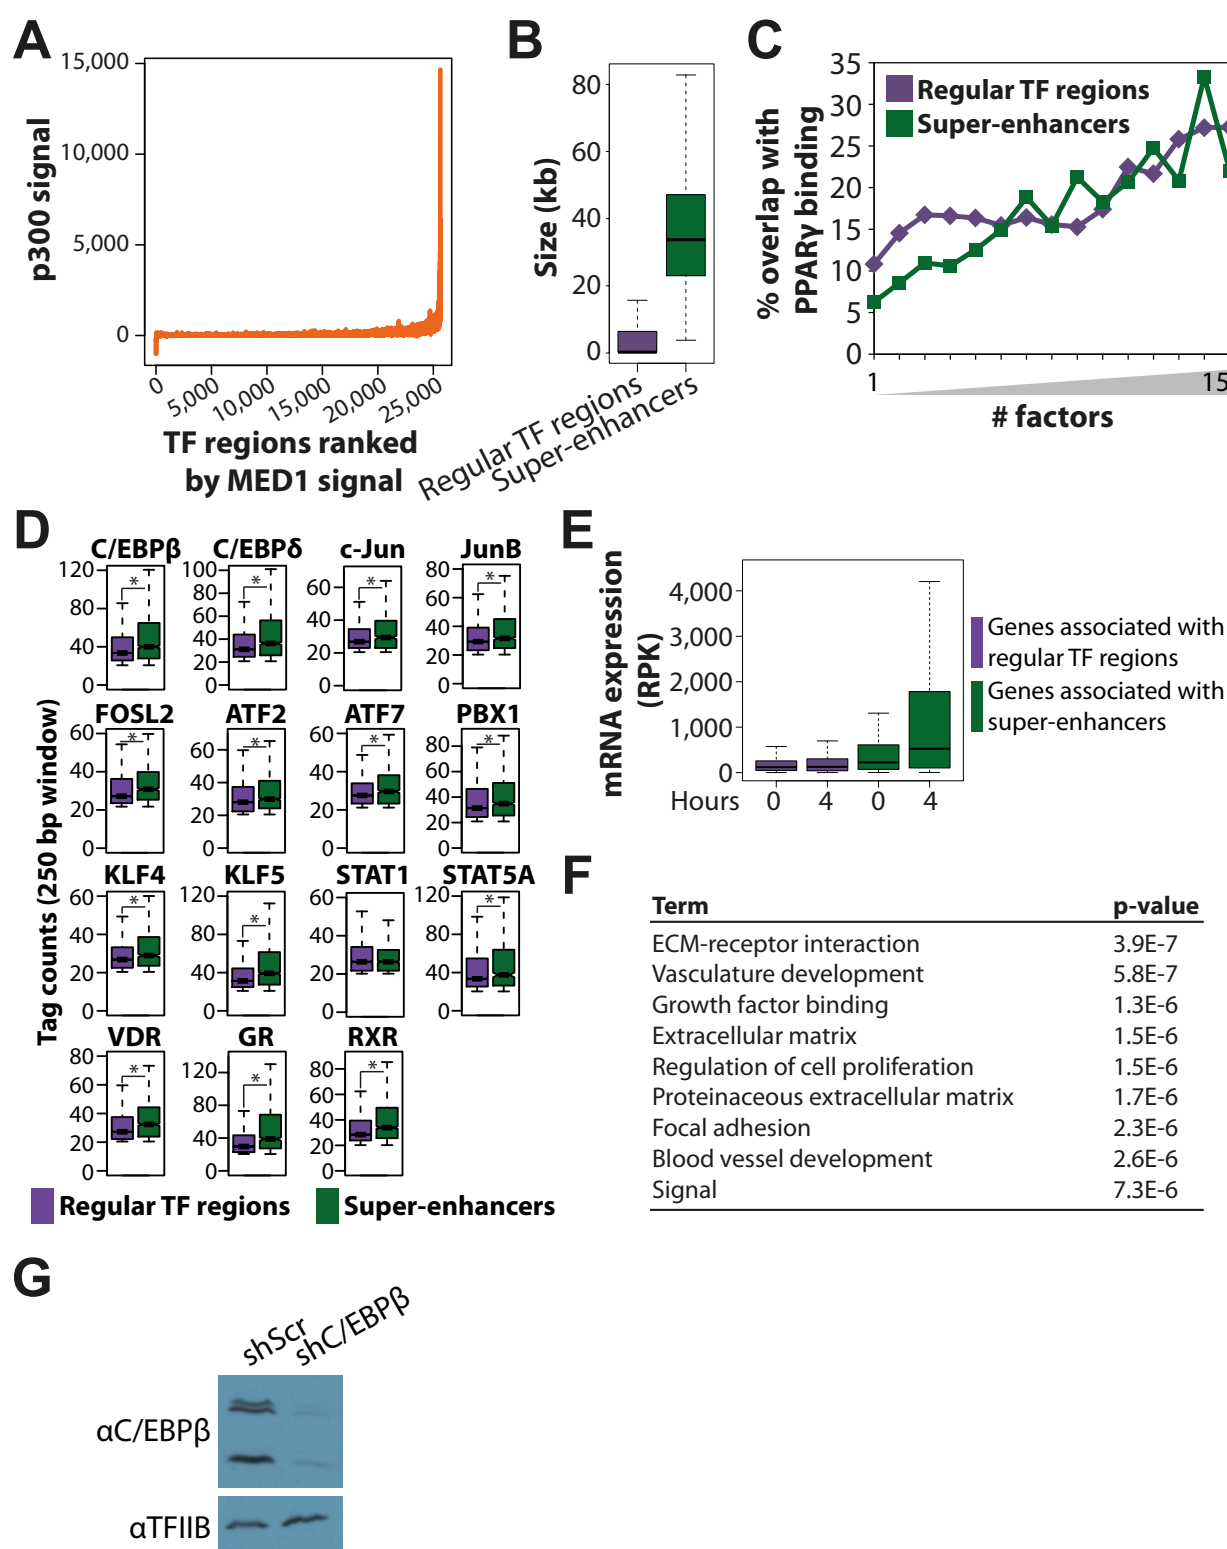 A
15,000
10,000
5,000
0
p300 signal
0
5,000
10,000
15,000
20,000
25,000
TF regions ranked
by MED1 signal
B
80
60
40
20
0
Size (kb)
Regular TF regions
Super-enhancers
C
35
30
25
20
15
10
5
0
% overlap with
PPARγ binding
Regular TF regions
Super-enhancers
1
15
# factors
D
Tag counts (250 bp window)
C/EBPβ
120
80
40
0
*
C/EBPδ
100
80
60
40
20
0
*
c-Jun
60
40
20
0
*
JunB
80
60
40
20
0
*
FOSL2
60
40
20
0
*
ATF2
60
40
20
0
*
ATF7
60
40
20
0
*
PBX1
80
60
40
20
0
*
KLF4
60
40
20
0
*
KLF5
120
80
40
0
*
STAT1
60
40
20
0
STAT5A
120
80
40
0
*
VDR
80
60
40
20
0
*
GR
120
80
40
0
*
RXR
80
60
40
20
0
*
Regular TF regions
Super-enhancers
E
mRNA expression
(RPK)
4,000
3,000
2,000
1,000
0
Hours 0 4 0 4
Genes associated with
regular TF regions
Genes associated with
super-enhancers
F
Term p-value
ECM-receptor interaction 3.9E-7
Vasculature development 5.8E-7
Growth factor binding 1.3E-6
Extracellular matrix 1.5E-6
Regulation of cell proliferation 1.5E-6
Proteinaceous extracellular matrix 1.7E-6
Focal adhesion 2.3E-6
Blood vessel development 2.6E-6
Signal 7.3E-6
G
shScr
shC/EBPβ
αC/EBPβ
αTFIIB